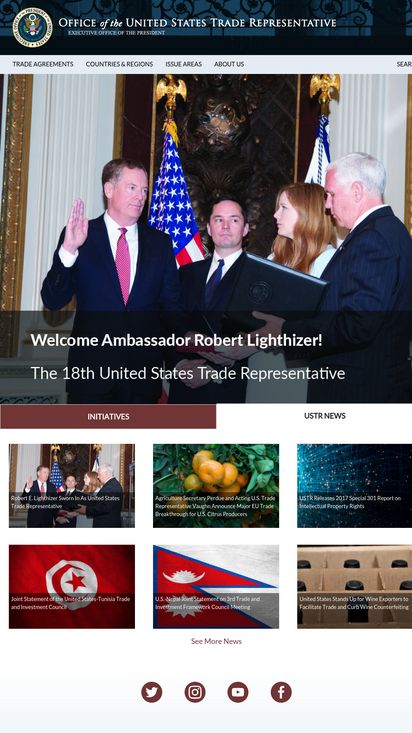 OFFICE of the UNITED STATES TRADE REPRESENTATIVE
EXECUTIVE OFFICE OF THE PRESIDENT
TRADE AGREEMENTS COUNTRIES & REGIONS ISSUE AREAS ABOUT US SEAR
Welcome Ambassador Robert Lighthizer!
The 18th United States Trade Representative
INITIATIVES
USTR NEWS
Robert E. Lighthizer Sworn In As United States
Trade Representative
Agriculture Secretary Perdue and Acting U.S. Trade
Representative Vaughn Announce Major EU Trade
Breakthrough for U.S. Citrus Producers
USTR Releases 2017 Special 301 Report on
Intellectual Property Rights
Joint Statement of the United States-Tunisia Trade
and Investment Council
U.S.-Nepal Joint Statement on 3rd Trade and
Investment Framework Council Meeting
United States Stands Up for Wine Exporters to
Facilitate Trade and Curb Wine Counterfeiting
See More News